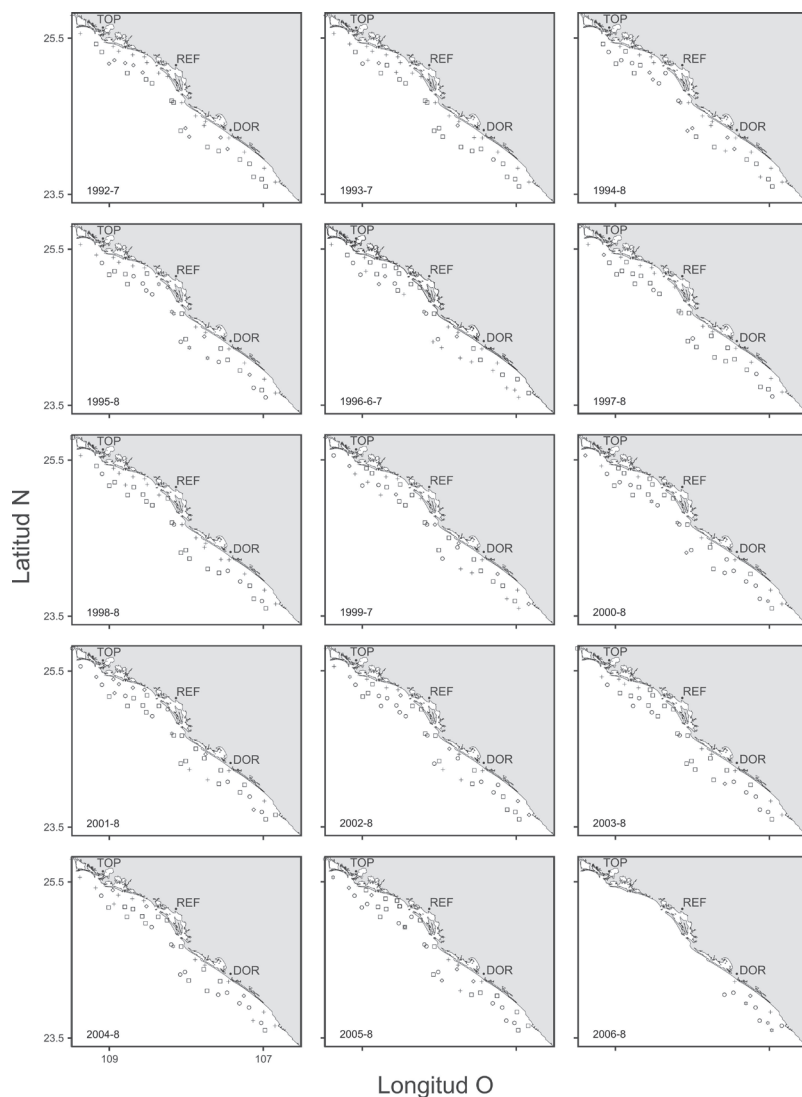 TOP TOP TOP
25.5
REF REF REF
DOR DOR DOR
23.5 1992-7 1993-7 1994-8
TOP TOP TOP
25.5
REF REF REF
DOR DOR DOR
23.5 1995-8 1996-6-7 1997-8
TOP TOP TOP
25.5
REF REF REF
Latitud N
DOR DOR DOR
23.5 1998-8 1999-7 2000-8
TOP TOP TOP
25.5
REF REF REF
DOR DOR DOR
23.5 2001-8 2002-8 2003-8
TOP TOP TOP
25.5
REF REF REF
DOR DOR DOR
23.5 2004-8 2005-8 2006-8
109 107
Longitud O